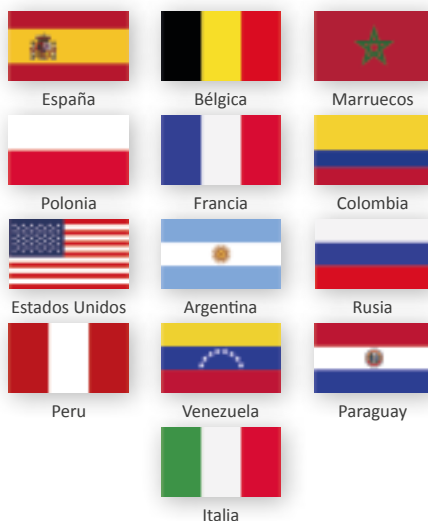 España Bélgica Marruecos
Polonia Francia Colombia
Estados Unidos Argentina Rusia
Peru Venezuela Paraguay
Italia